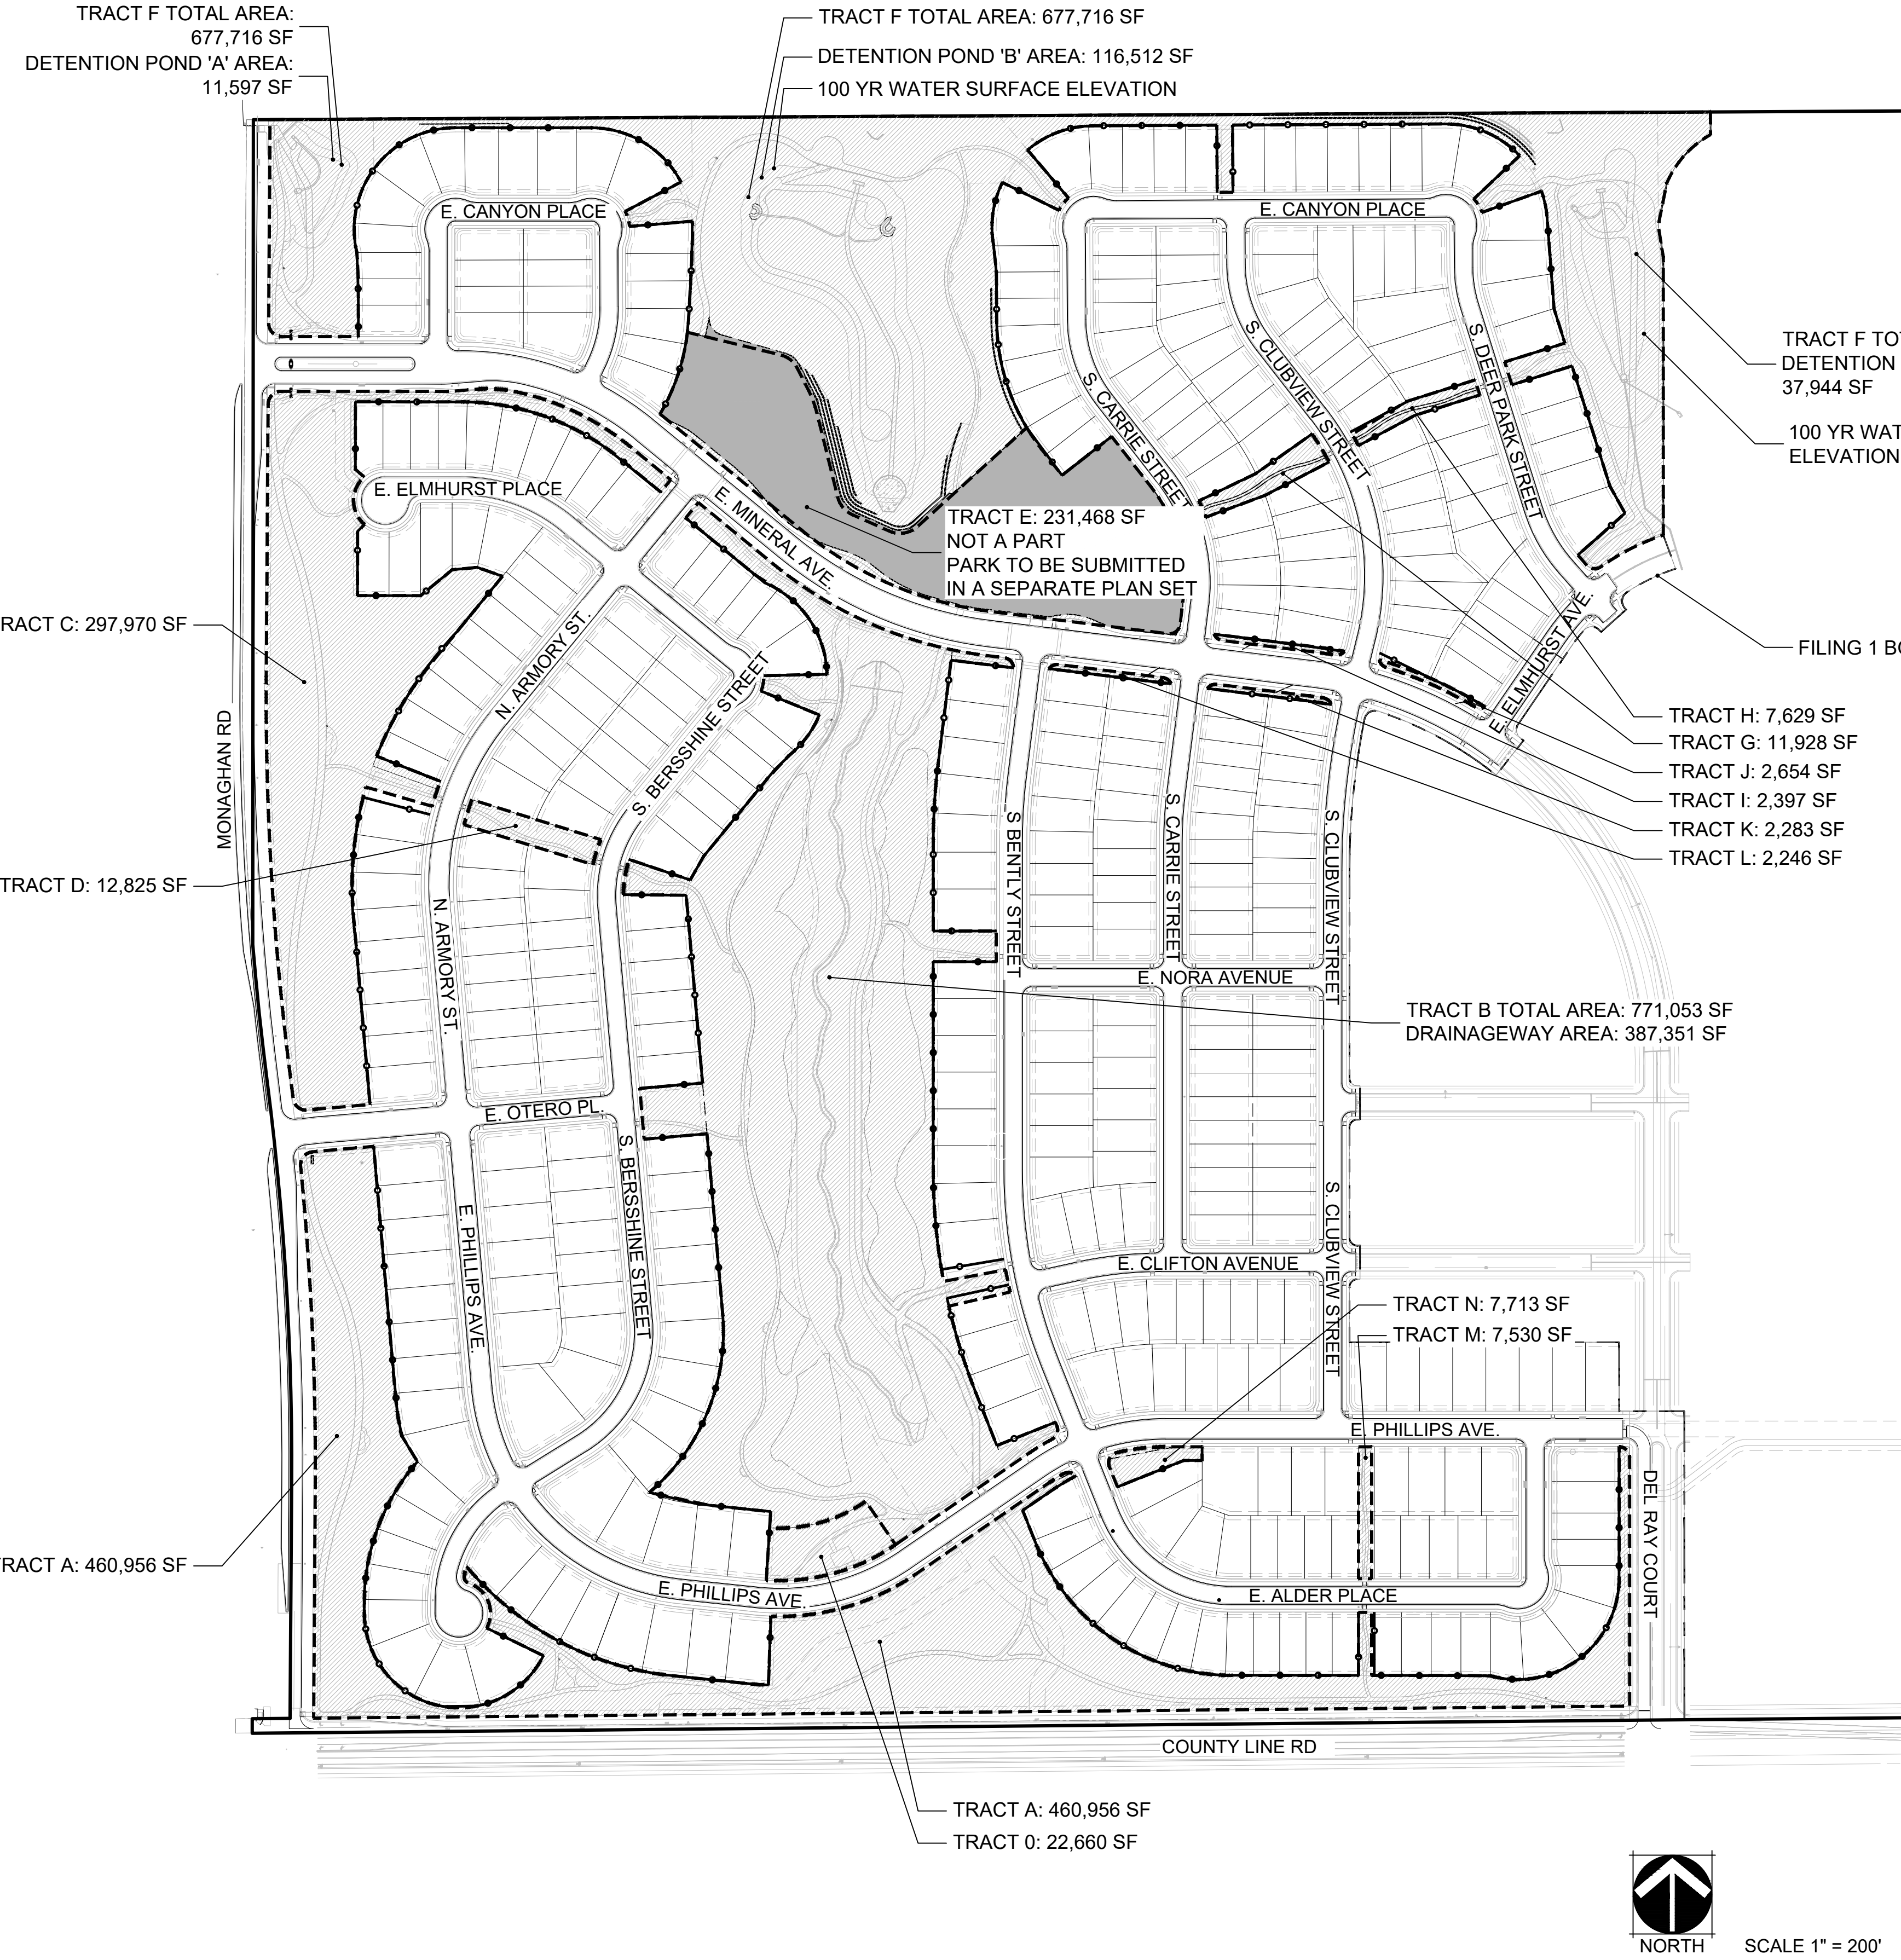 TRACT F TOTAL AREA:
677,716 SF
DETENTION POND 'A' AREA:
11,597 SF
TRACT F TOTAL AREA: 677,716 SF
DETENTION POND 'B' AREA: 116,512 SF
100 YR WATER SURFACE ELEVATION
E. CANYON PLACE
E. CANYON PLACE
S. CARRIE STREET
S. CLUBVIEW STREET
S. DEER PARK STREET
TRACT F TO
DETENTION
37,944 SF
100 YR WAT
ELEVATION
E. ELMHURST PLACE
E. MINERAL AVE.
TRACT E: 231,468 SF
NOT A PART
PARK TO BE SUBMITTED
IN A SEPARATE PLAN SET
RACT C: 297,970 SF
N. ARMORY ST.
S. BERSSHINE STREET
E. ELMHURST AVE.
FILING 1 B
MONAGHAN RD
TRACT H: 7,629 SF
TRACT G: 11,928 SF
TRACT J: 2,654 SF
TRACT I: 2,397 SF
TRACT K: 2,283 SF
TRACT L: 2,246 SF
TRACT D: 12,825 SF
N. ARMORY ST.
S BENTLY STREET
S. CARRIE STREET
S. CLUBVIEW STREET
E. NORA AVENUE
TRACT B TOTAL AREA: 771,053 SF
DRAINAGEWAY AREA: 387,351 SF
E. OTERO PL.
E. PHILLIPS AVE.
S. BERSSHINE STREET
S. CLUBVIEW STREET
E. CLIFTON AVENUE
TRACT N: 7,713 SF
TRACT M: 7,530 SF
E. PHILLIPS AVE.
DEL RAY COURT
RACT A: 460,956 SF
E. PHILLIPS AVE.
E. ALDER PLACE
COUNTY LINE RD
TRACT A: 460,956 SF
TRACT 0: 22,660 SF
NORTH
SCALE 1" = 200'